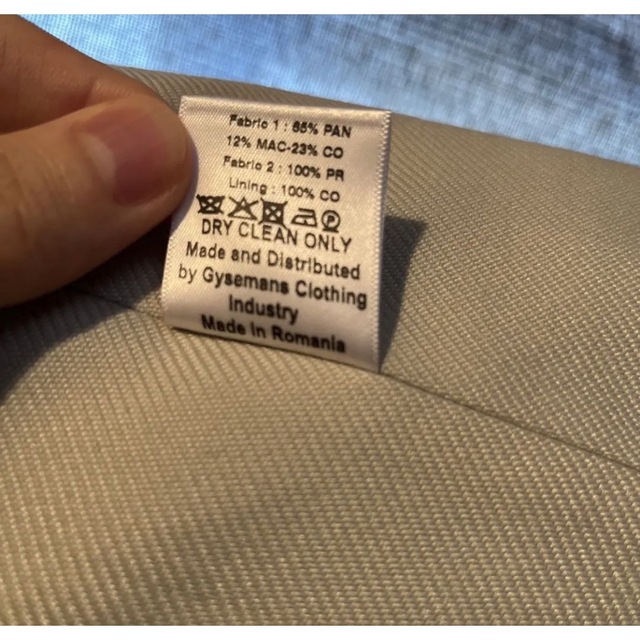 Fabric 1 : 65% PAN
12% MAC-23% CO
Fabric 2 : 100% PR
Lining : 100% CO
DRY CLEAN ONLY
Made and Distributed
by Gysemans Clothing
Industry
Made in Romania